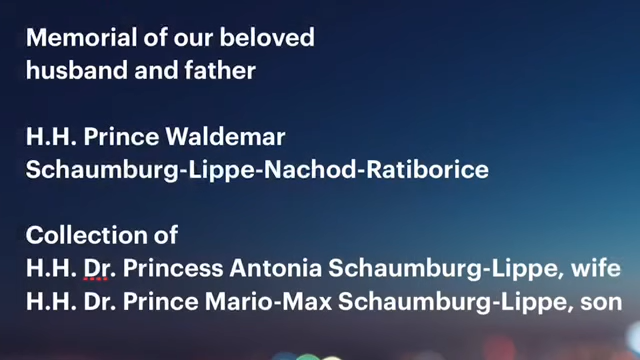 Memorial of our beloved
husband and father
H.H. Prince Waldemar
Schaumburg-Lippe-Nachod-Ratiborice
Collection of
H.H. Dr. Princess Antonia Schaumburg-Lippe, wife
H.H. Dr. Prince Mario-Max Schaumburg-Lippe, son